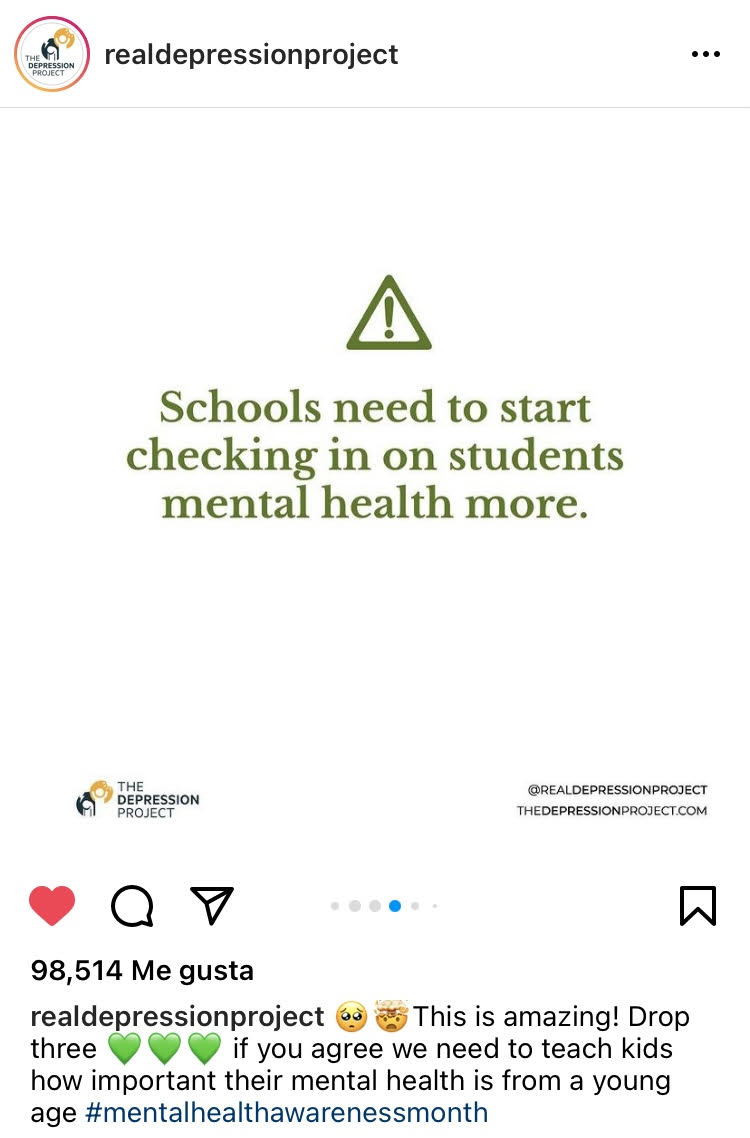 THE
DEPRESSION
PROJECT
realdepressionproject
Schools need to start
checking in on students
mental health more.
THE
DEPRESSION
PROJECT
@REALDEPRESSIONPROJECT
THEDEPRESSIONPROJECT.COM
98,514 Me gusta
realdepressionproject 🥺🤯This is amazing! Drop
three 💚💚💚 if you agree we need to teach kids
how important their mental health is from a young
age #mentalhealthawarenessmonth